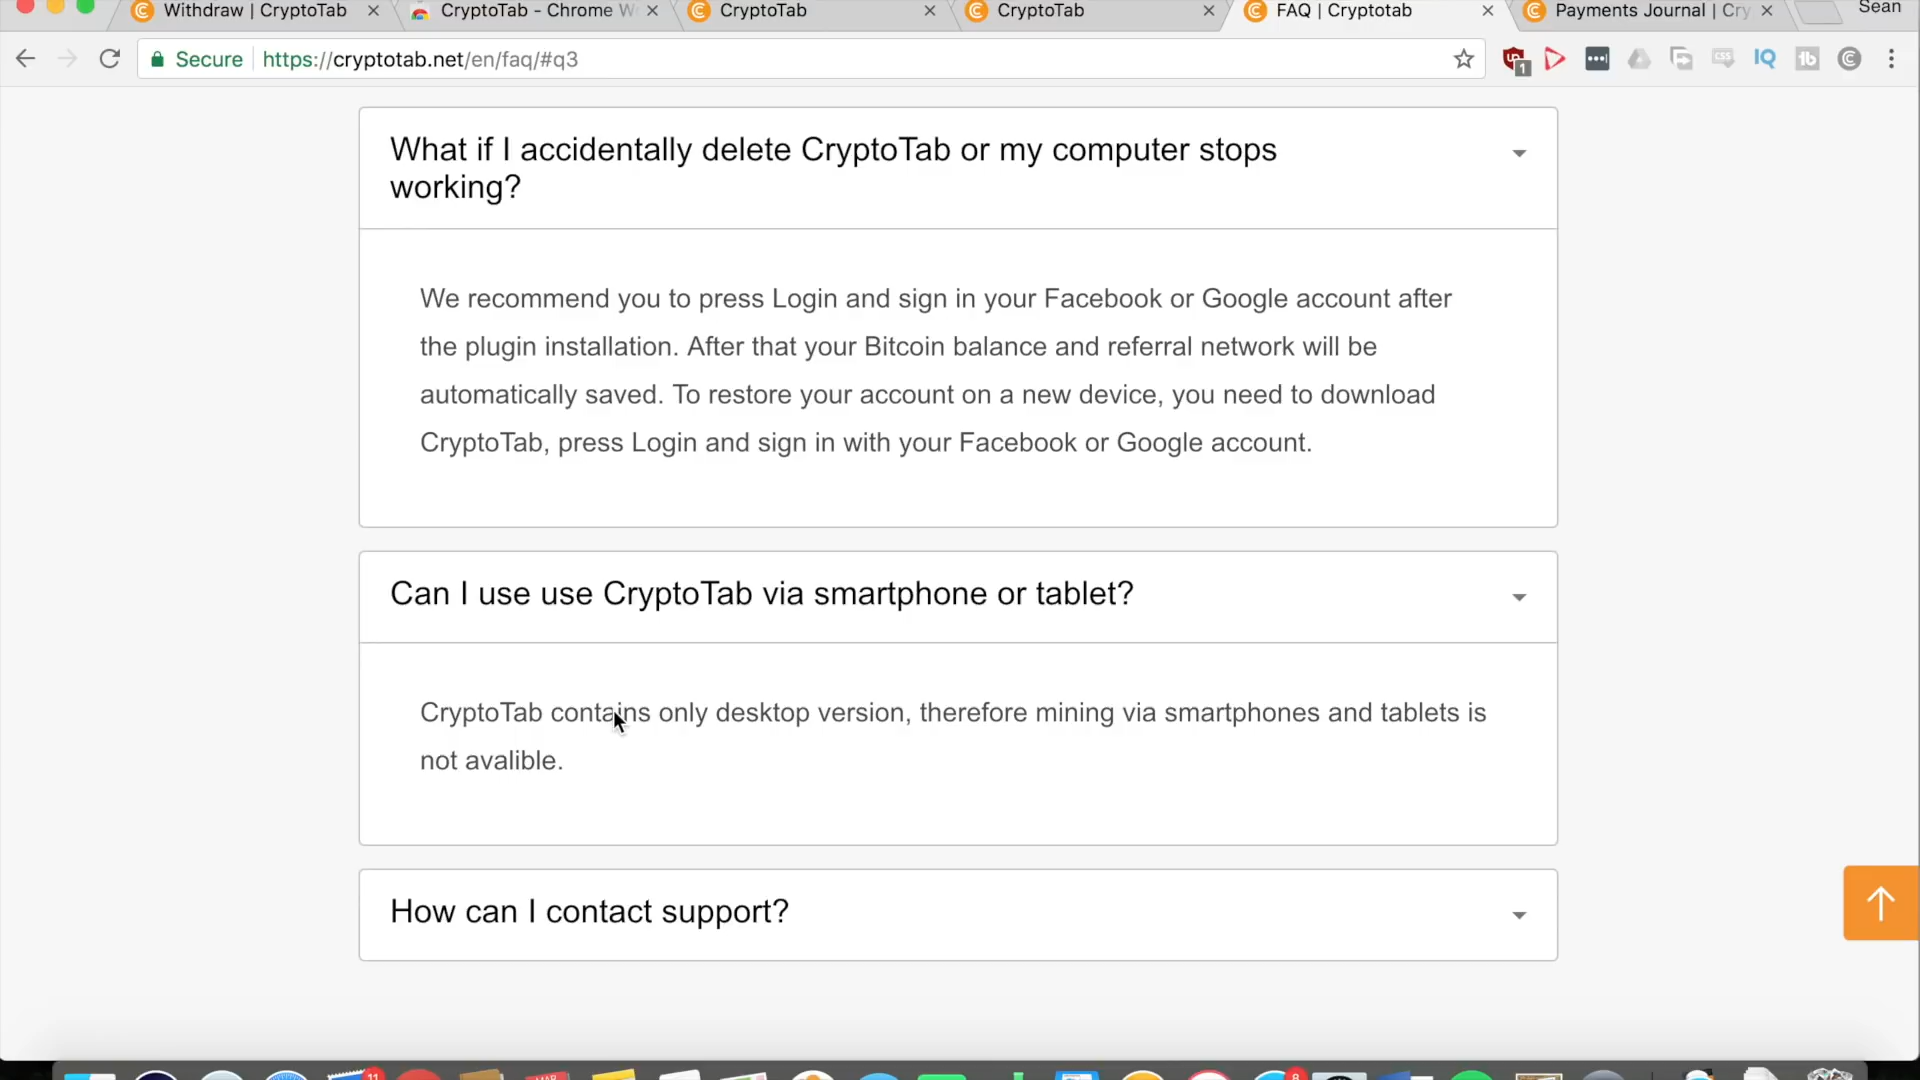 Withdraw | CryptoTab
CryptoTab - Chrome W
CryptoTab
CryptoTab
FAQ | Cryptotab
Payments Journal | Cry
Sean
Secure
https://cryptotab.net/en/faq/#q3
1
IQ
What if I accidentally delete CryptoTab or my computer stops
working?
We recommend you to press Login and sign in your Facebook or Google account after
the plugin installation. After that your Bitcoin balance and referral network will be
automatically saved. To restore your account on a new device, you need to download
CryptoTab, press Login and sign in with your Facebook or Google account.
Can I use use CryptoTab via smartphone or tablet?
CryptoTab contains only desktop version, therefore mining via smartphones and tablets is
not avalible.
How can I contact support?
11
MAR
8